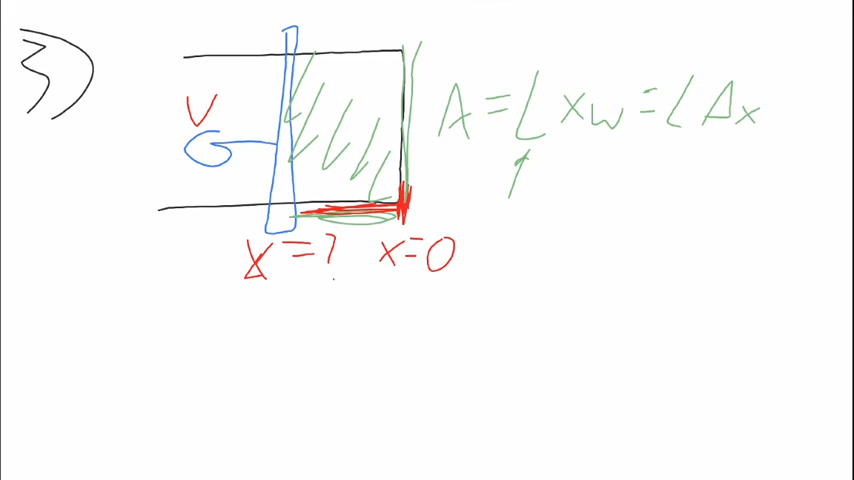 3)
V
A = L x w = L Δx
x = ? x = 0